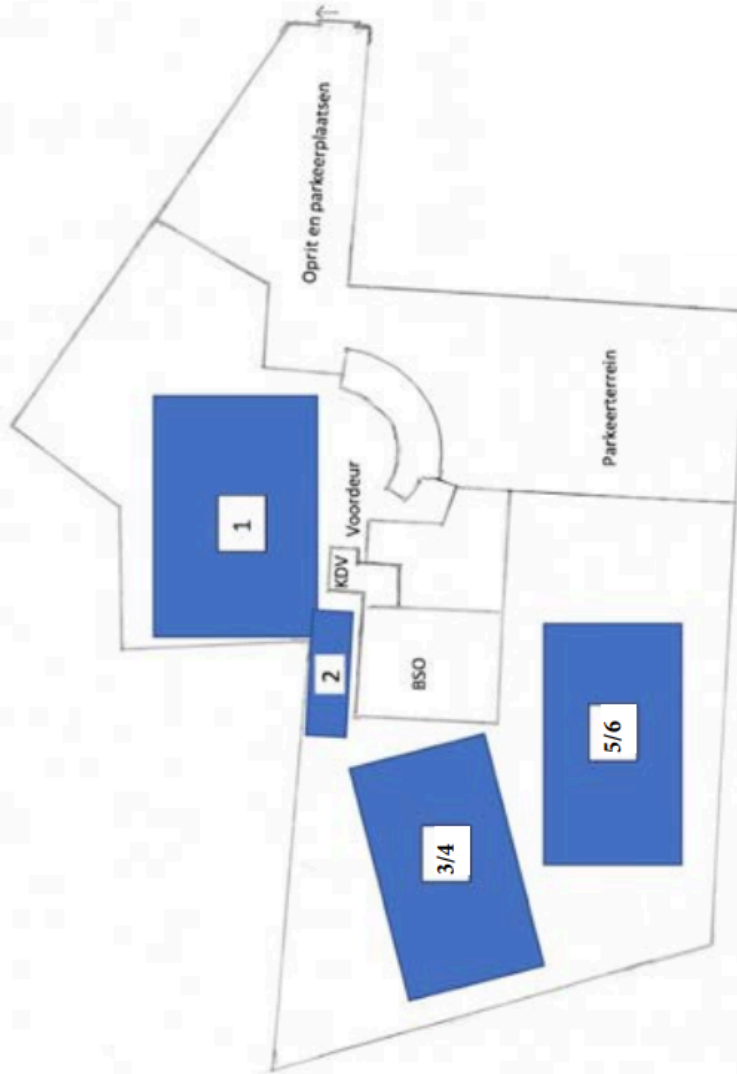 Oprit en parkeerplaatsen
Parkeerterrein
Voordeur
KDV
BSO
1
2
3/4
5/6